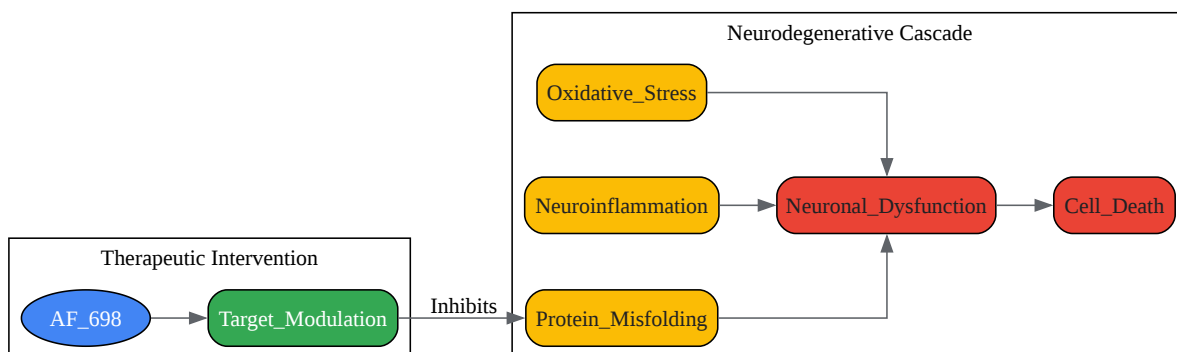 Neurodegenerative Cascade
Oxidative_Stress
Neuroinflammation
Neuronal_Dysfunction
Cell_Death
Therapeutic Intervention
AF_698
Target_Modulation
Inhibits
Protein_Misfolding